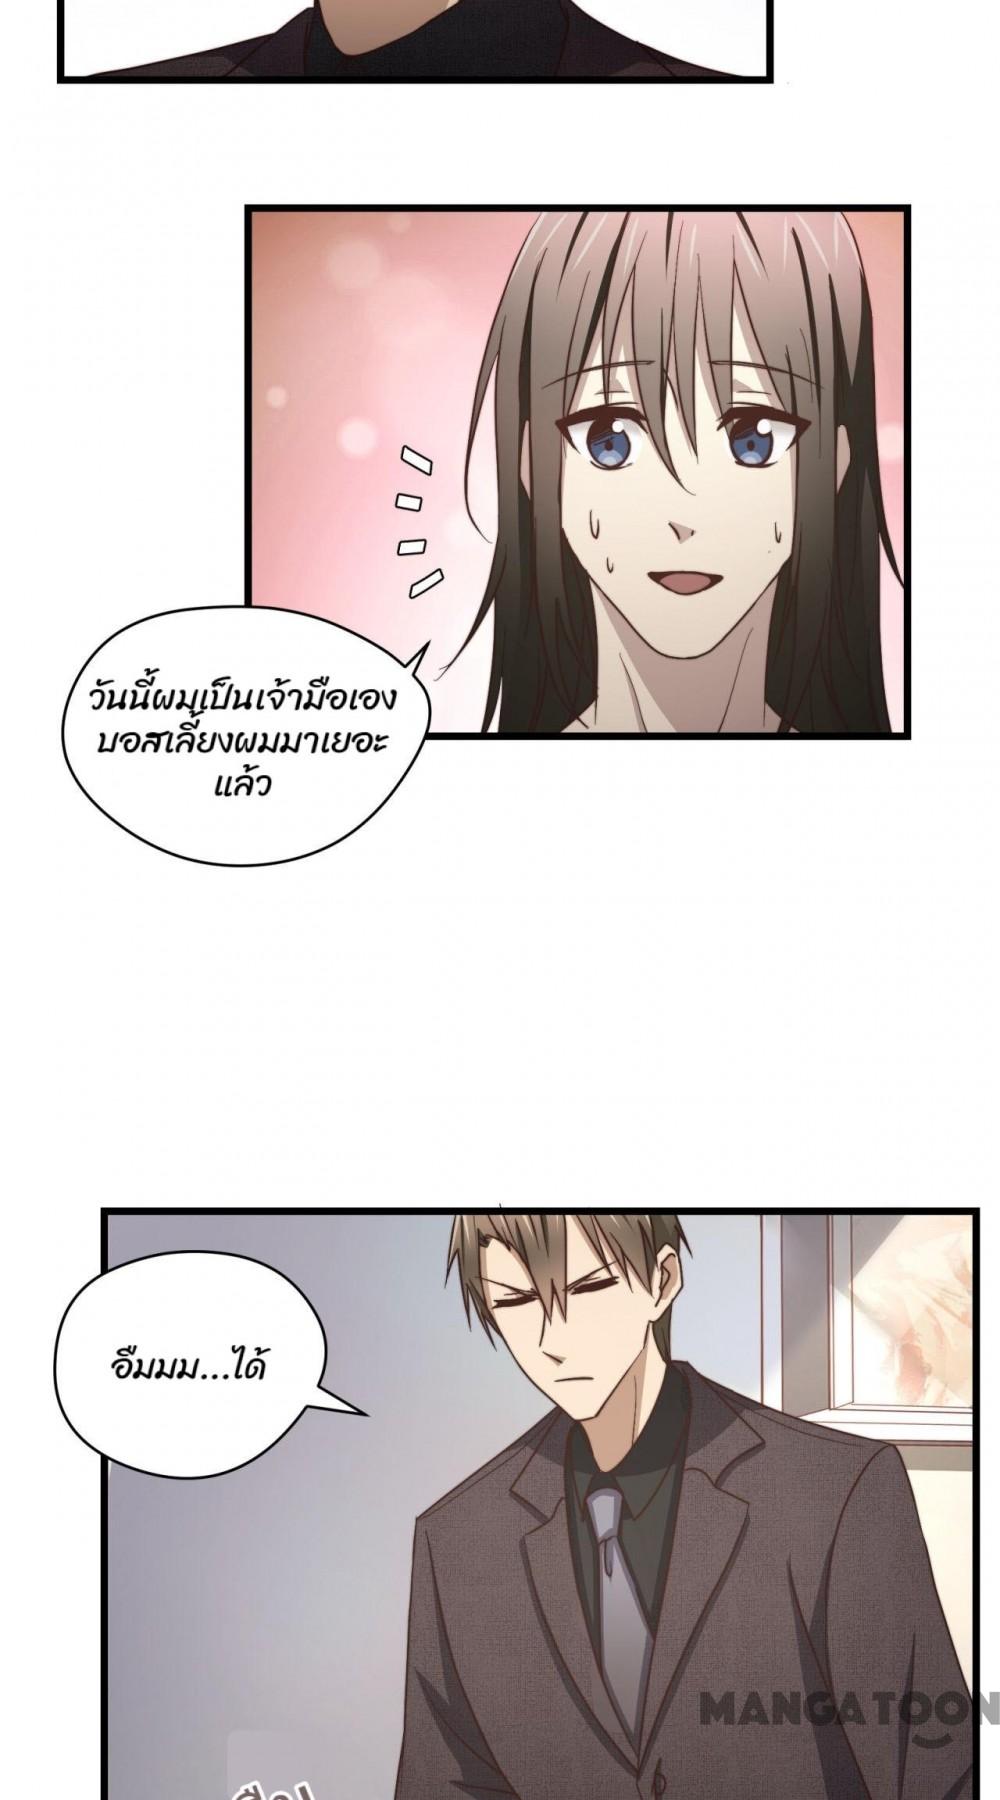 วันนี้ผมเป็นเจ้ามือเอง
บอสเลี้ยงผมมาเยอะ
แล้ว
อืมมม...ได้
MANGATOON